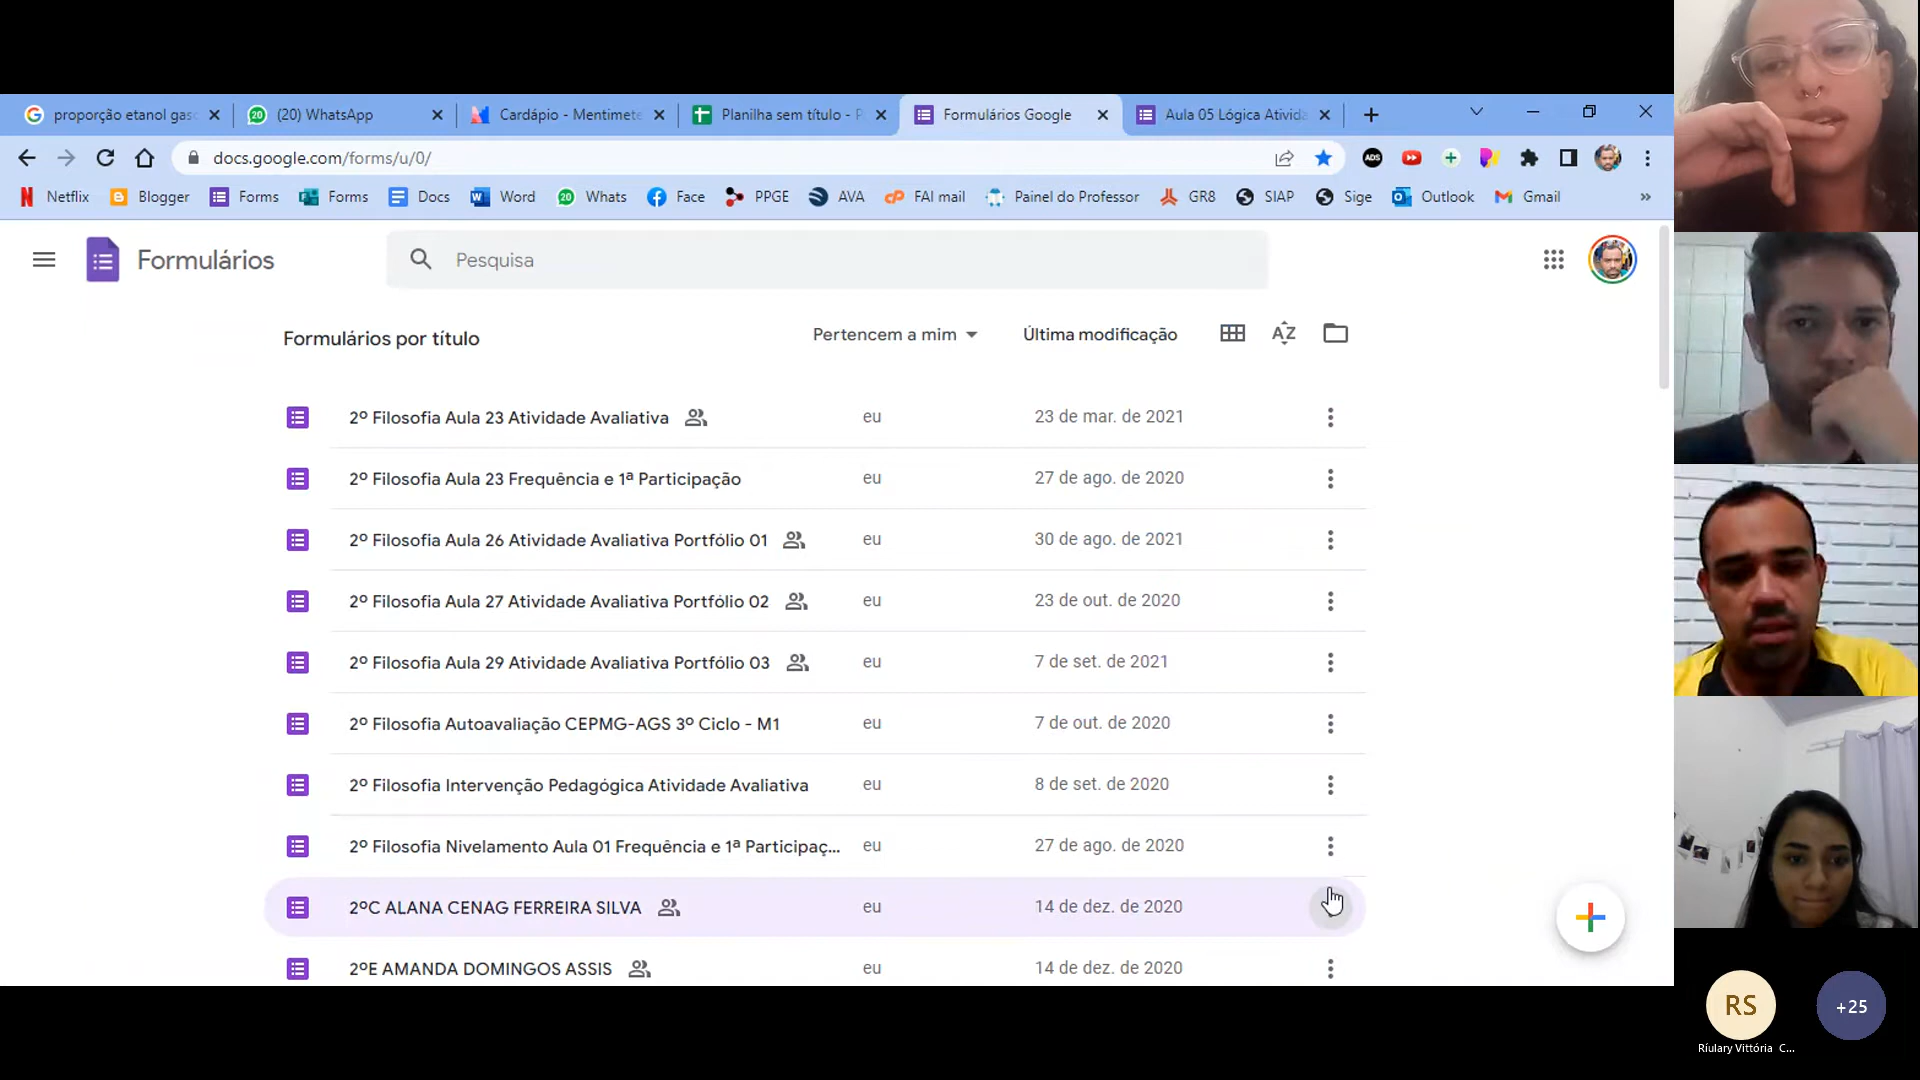 proporção etanol gasc
(20) WhatsApp
Cardápio - Mentimete
Planilha sem título - P
Formulários Google
Aula 05 Lógica Ativida
docs.google.com/forms/u/0/
Netflix Blogger Forms Forms Docs Word Whats Face PPGE AVA FAI mail Painel do Professor GR8 SIAP Sige Outlook Gmail »
Formulários
Pesquisa
Formulários por título Pertencem a mim Última modificação AZ
2º Filosofia Aula 23 Atividade Avaliativa eu 23 de mar. de 2021
2º Filosofia Aula 23 Frequência e 1ª Participação eu 27 de ago. de 2020
2º Filosofia Aula 26 Atividade Avaliativa Portfólio 01 eu 30 de ago. de 2021
2º Filosofia Aula 27 Atividade Avaliativa Portfólio 02 eu 23 de out. de 2020
2º Filosofia Aula 29 Atividade Avaliativa Portfólio 03 eu 7 de set. de 2021
2º Filosofia Autoavaliação CEPMG-AGS 3º Ciclo - M1 eu 7 de out. de 2020
2º Filosofia Intervenção Pedagógica Atividade Avaliativa eu 8 de set. de 2020
2º Filosofia Nivelamento Aula 01 Frequência e 1ª Participaç... eu 27 de ago. de 2020
2ºC ALANA CENAG FERREIRA SILVA eu 14 de dez. de 2020
2ºE AMANDA DOMINGOS ASSIS eu 14 de dez. de 2020
RS
+25
Ríulary Vittória C...